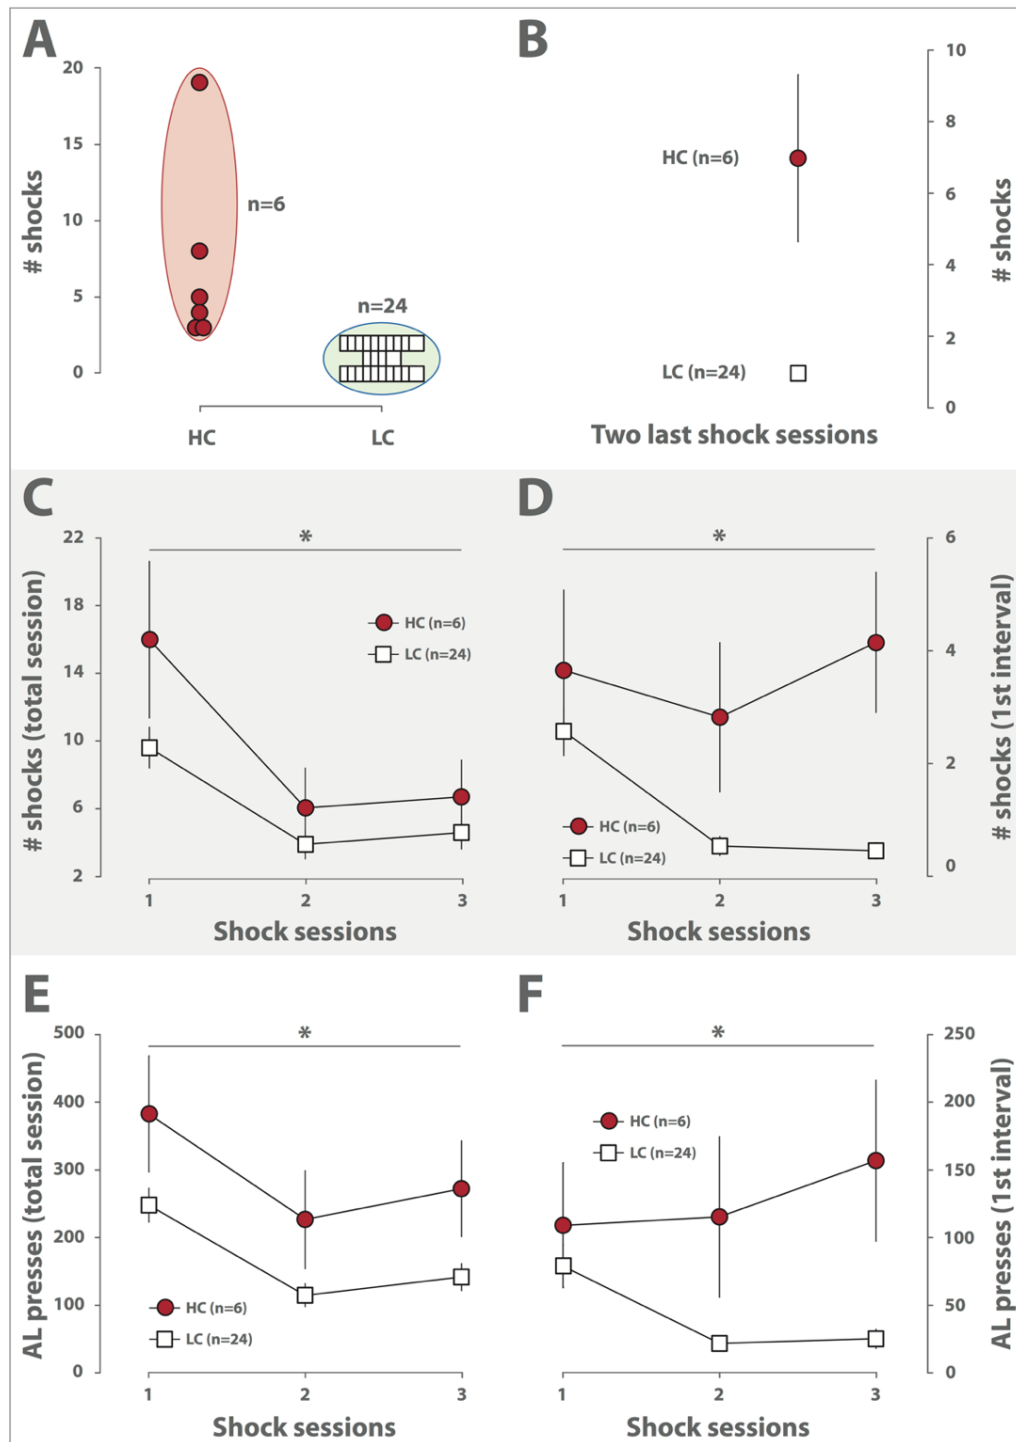 A
# shocks
20
15
10
5
0
n=6
n=24
HC
LC
B
HC (n=6)
LC (n=24)
10
8
6
4
2
0
# shocks
Two last shock sessions
C
# shocks (total session)
22
18
14
10
6
2
*
HC (n=6)
LC (n=24)
1
2
3
Shock sessions
D
*
HC (n=6)
LC (n=24)
6
4
2
0
# shocks (1st interval)
1
2
3
Shock sessions
E
AL presses (total session)
500
400
300
200
100
0
*
HC (n=6)
LC (n=24)
1
2
3
Shock sessions
F
*
HC (n=6)
LC (n=24)
250
200
150
100
50
0
AL presses (1st interval)
1
2
3
Shock sessions